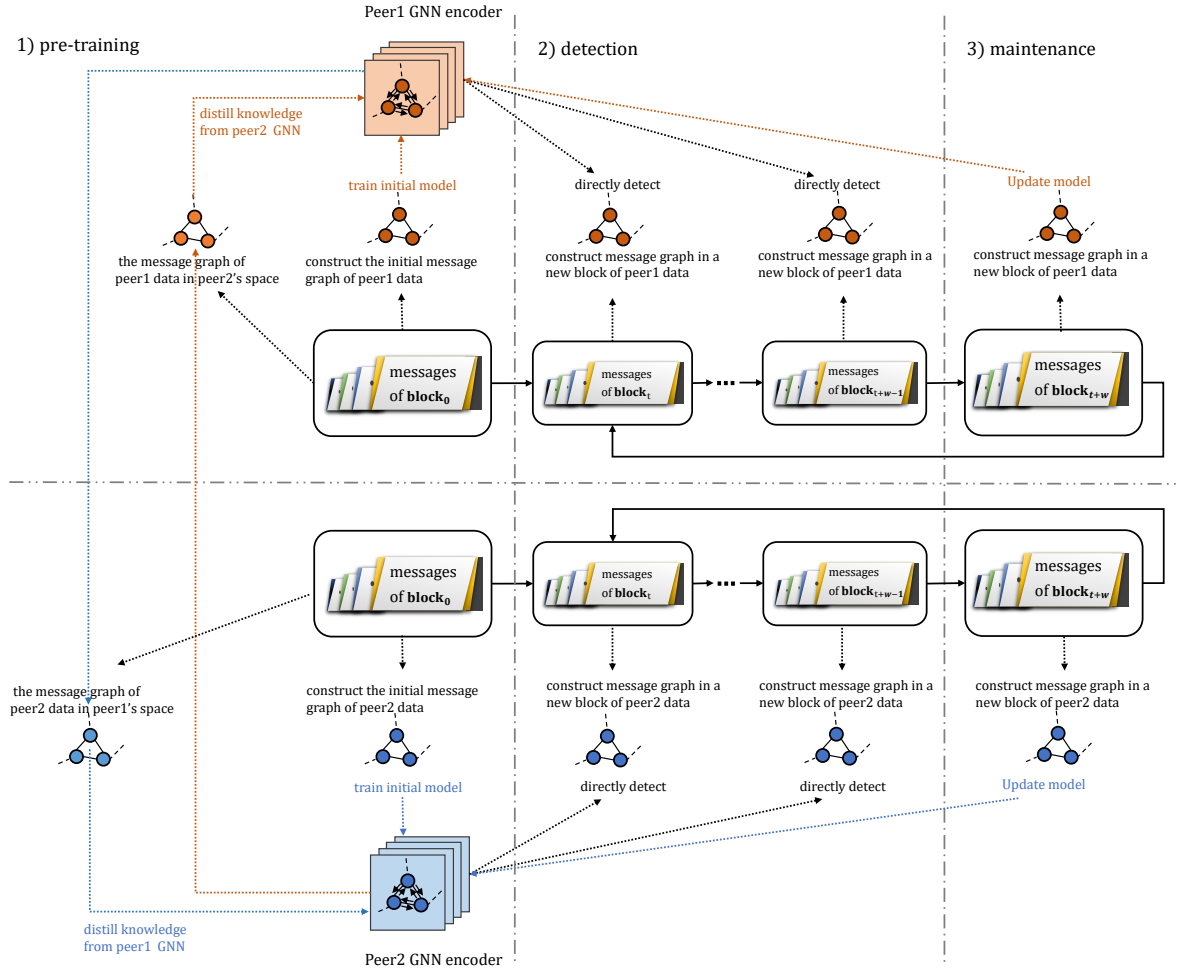 Peer1 GNN encoder
1) pre-training
2) detection
3) maintenance
distill knowledge
from peer2 GNN
train initial model
directly detect
directly detect
Update model
the message graph of
peer1 data in peer2's space
construct the initial message
graph of peer1 data
construct message graph in a
new block of peer1 data
construct message graph in a
new block of peer1 data
construct message graph in a
new block of peer1 data
messages
of block0
messages
of blockt
messages
of blockt+w−1
messages
of blockt+w
messages
of block0
messages
of blockt
messages
of blockt+w−1
messages
of blockt+w
the message graph of
peer2 data in peer1's space
construct the initial message
graph of peer2 data
construct message graph in a
new block of peer2 data
construct message graph in a
new block of peer2 data
construct message graph in a
new block of peer2 data
train initial model
directly detect
directly detect
Update model
distill knowledge
from peer1 GNN
Peer2 GNN encoder